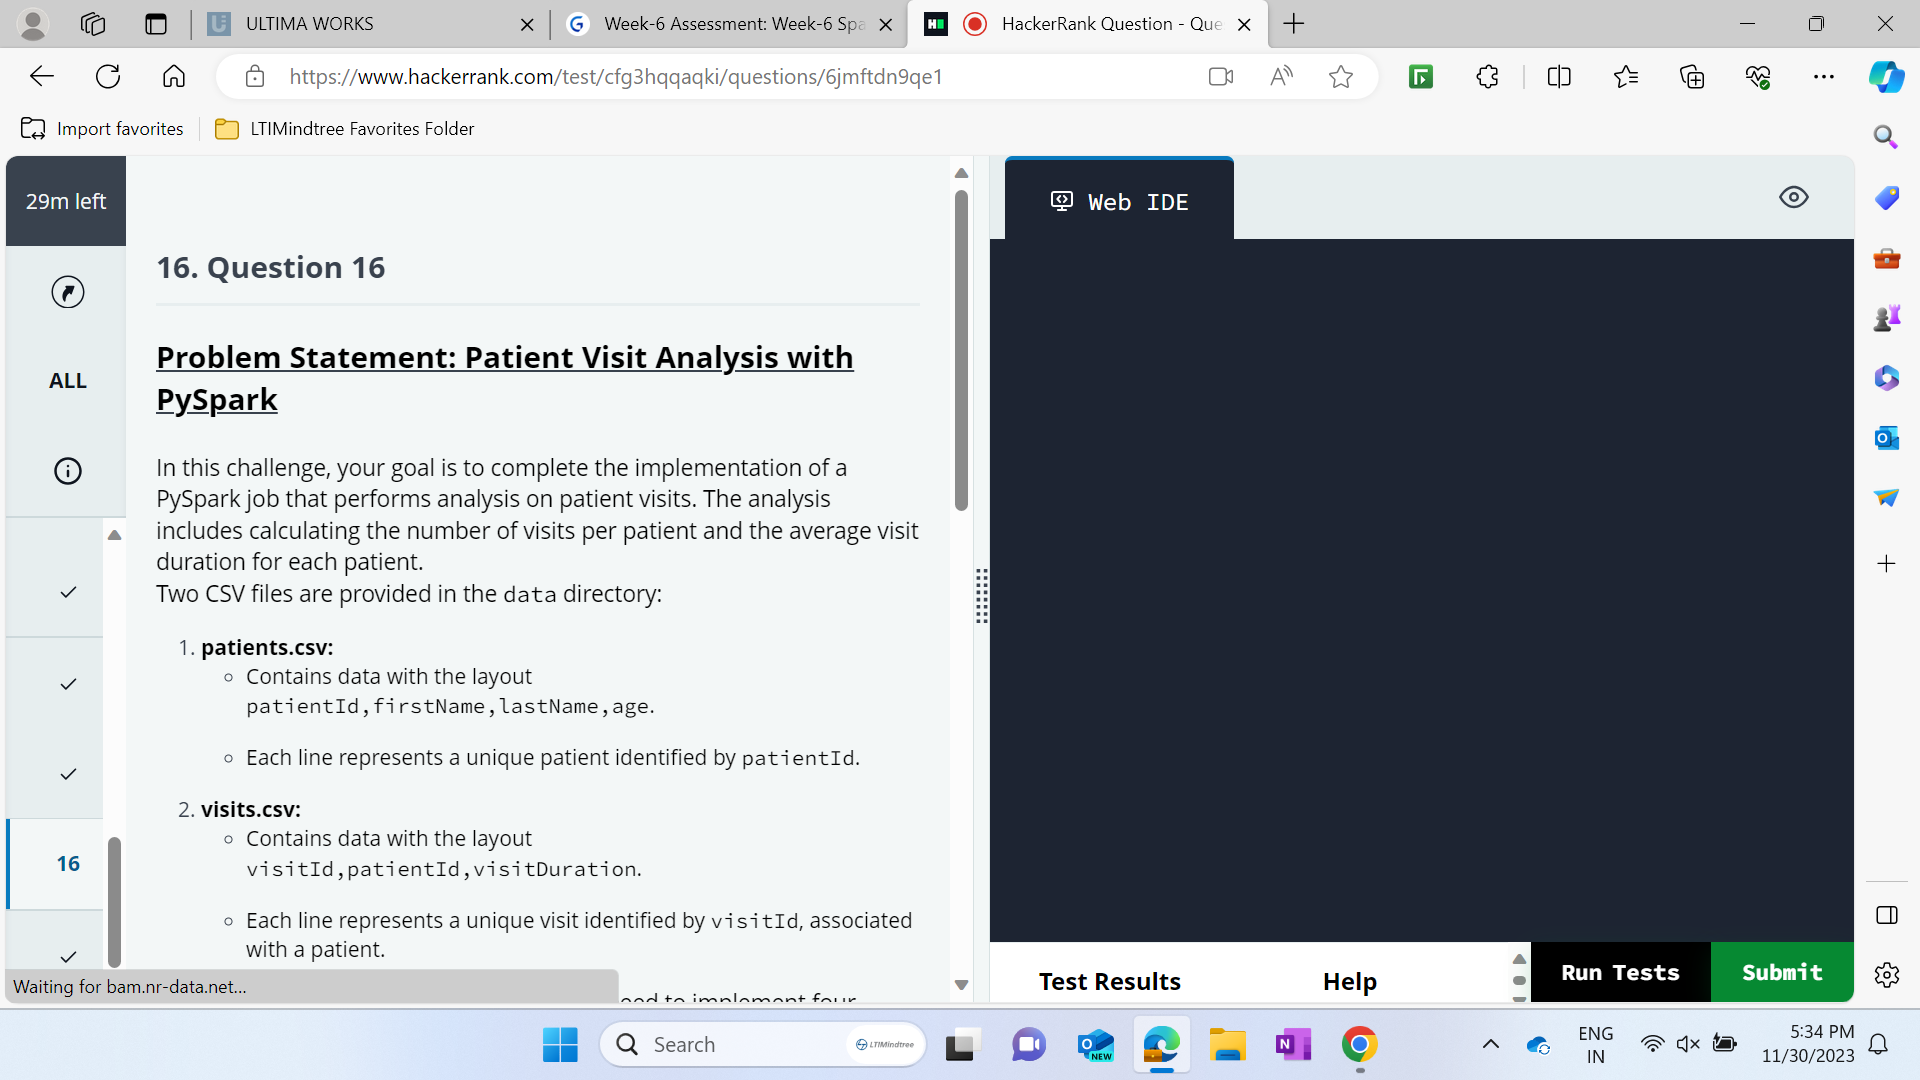 ULTIMA WORKS
Week-6 Assessment: Week-6 Spa
HackerRank Question - Que
https://www.hackerrank.com/test/cfg3hqqaqki/questions/6jmftdn9qe1
Import favorites
LTIMindtree Favorites Folder
29m left
ALL
16
16. Question 16
Problem Statement: Patient Visit Analysis with
PySpark
In this challenge, your goal is to complete the implementation of a
PySpark job that performs analysis on patient visits. The analysis
includes calculating the number of visits per patient and the average visit
duration for each patient.
Two CSV files are provided in the data directory:
1. patients.csv:
Contains data with the layout
patientId,firstName,lastName,age.
Each line represents a unique patient identified by patientId.
2. visits.csv:
Contains data with the layout
visitId,patientId,visitDuration.
Each line represents a unique visit identified by visitId, associated
with a patient.
to implement four
Waiting for bam.nr-data.net...
Web IDE
Test Results
Help
Run Tests
Submit
Search
LTIMindtree
NEW
ENG
IN
5:34 PM
11/30/2023